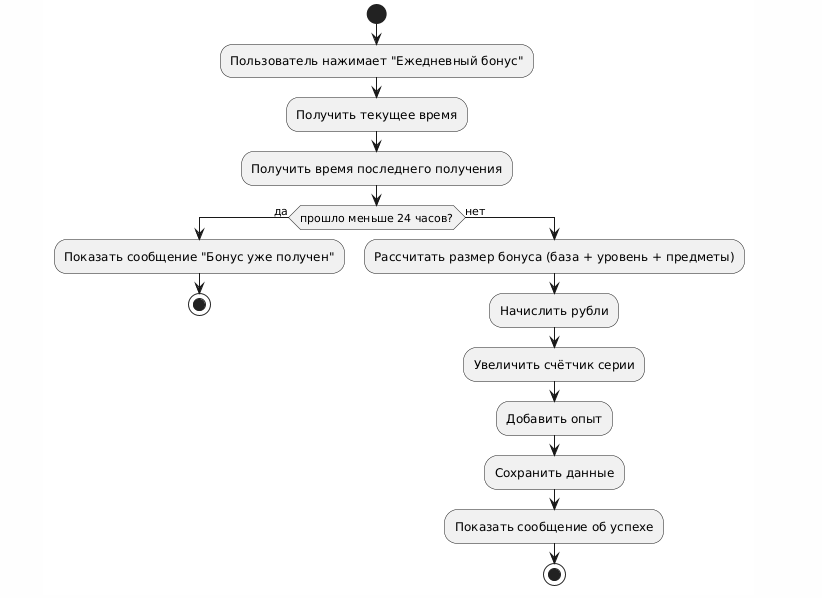 Пользователь нажимает "Ежедневный бонус"
Получить текущее время
Получить время последнего получения
да
прошло меньше 24 часов?
нет
Показать сообщение "Бонус уже получен"
Рассчитать размер бонуса (база + уровень + предметы)
Начислить рубли
Увеличить счётчик серии
Добавить опыт
Сохранить данные
Показать сообщение об успехе